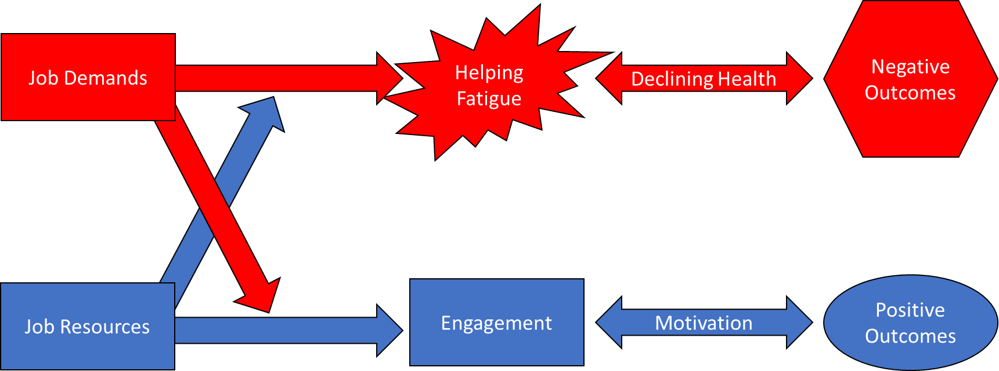 Job Demands
Helping
Fatigue
Declining Health
Negative
Outcomes
Job Resources
Engagement
Motivation
Positive
Outcomes